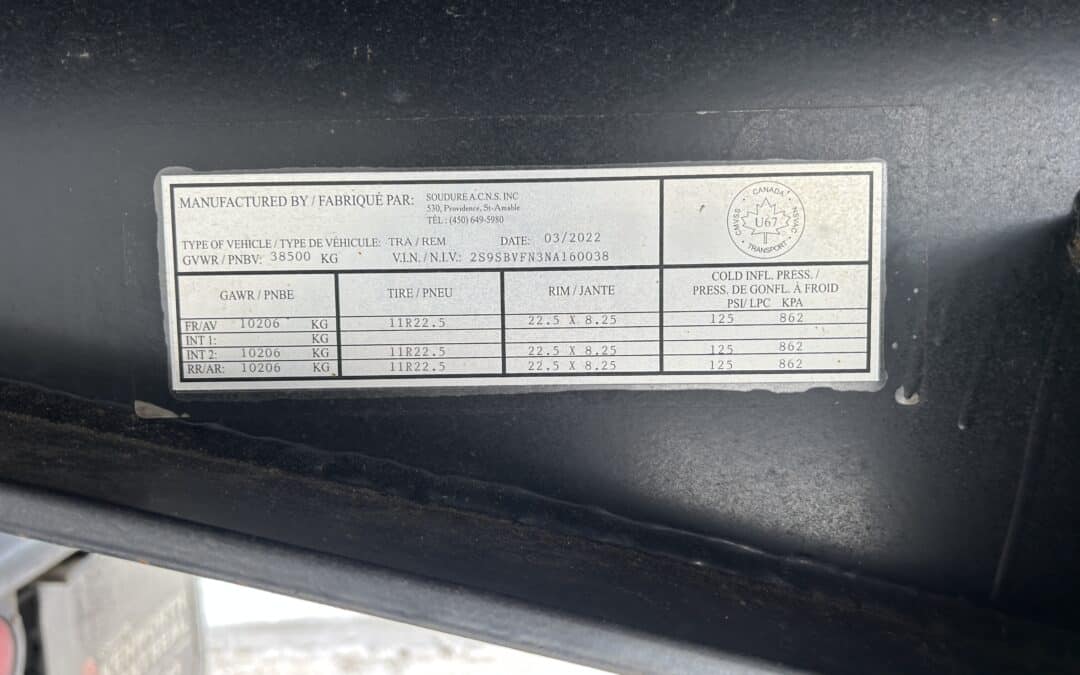 MANUFACTURED BY / FABRIQUÉ PAR: SOUDURE A.C.N.S. INC
530, Providence, St-Amable
TÉL : (450) 649-5980
TYPE OF VEHICLE / TYPE DE VÉHICULE: TRA / REM DATE: 03/2022
GVWR / PNBV: 38500 KG V.I.N. / N.I.V.: 2S9SBVFN3NA160038
CANADA
CMVSS U67 NSVAC
TRANSPORT
GAWR / PNBE TIRE / PNEU RIM / JANTE COLD INFL. PRESS. /
PRESS. DE GONFL. À FROID
PSI/ LPC KPA
FR/AV 10206 KG 11R22.5 22.5 X 8.25 125 862
INT 1: KG
INT 2: 10206 KG 11R22.5 22.5 X 8.25 125 862
RR/AR: 10206 KG 11R22.5 22.5 X 8.25 125 862